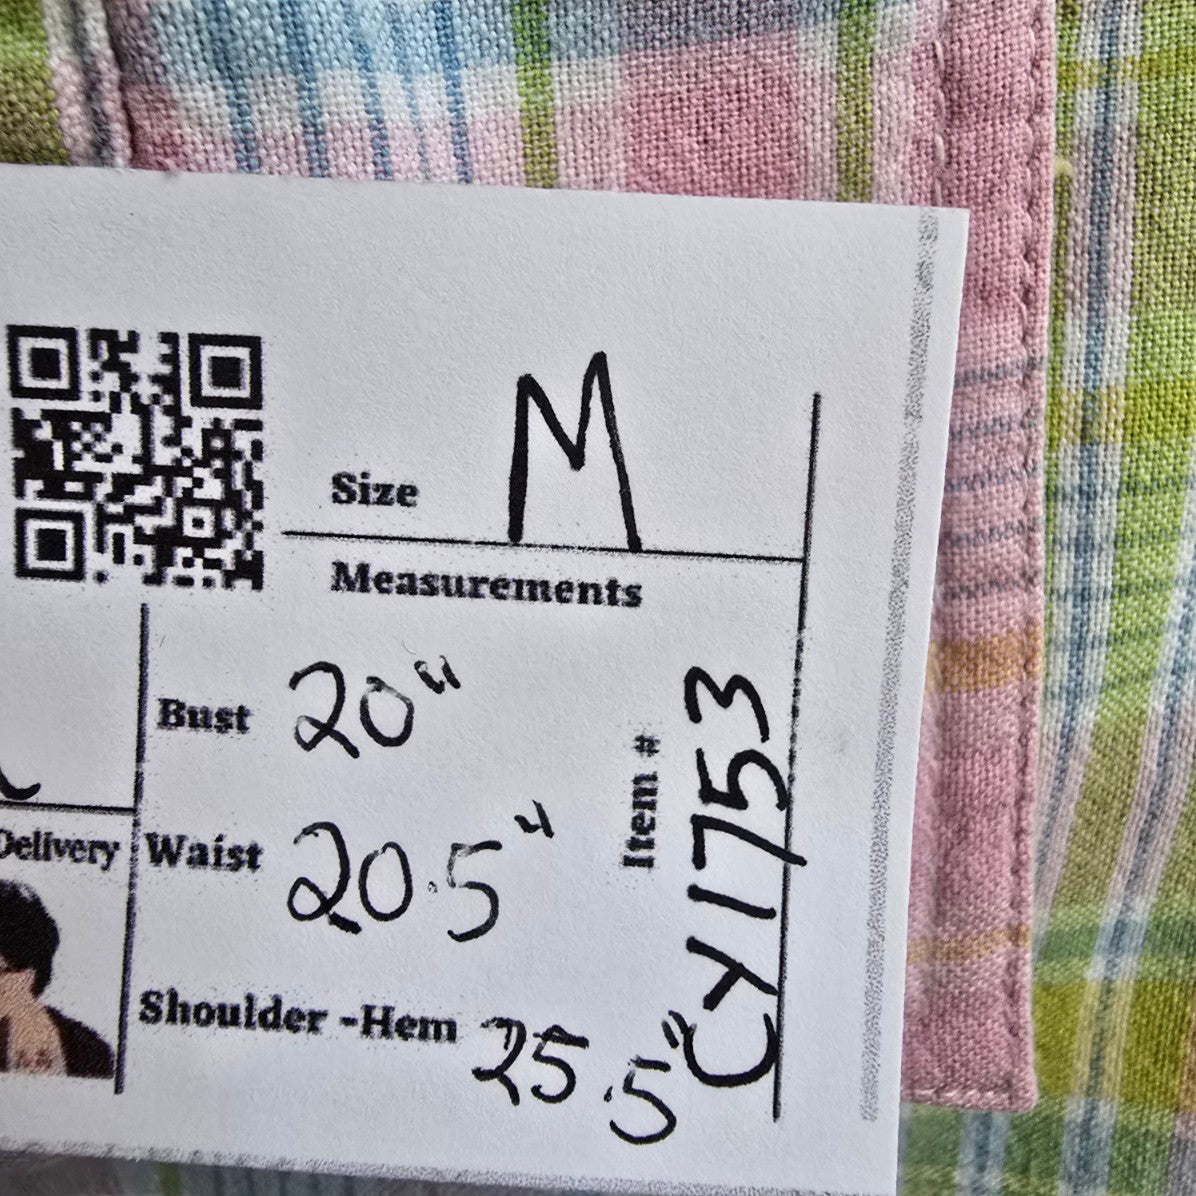 Size M
Measurements
Bust 20"
Waist 20.5"
Shoulder -Hem 25.5"
Item # CY1753
Delivery